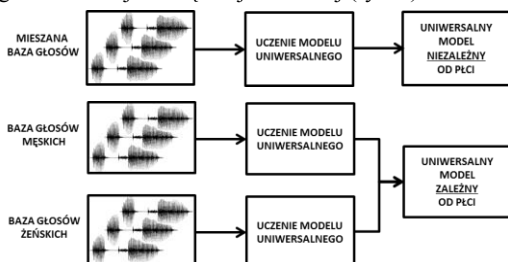 MIESZANA
BAZA GŁOSÓW
UCZENIE MODELU
UNIWERSALNEGO
UNIWERSALNY
MODEL
NIEZALEŻNY
OD PŁCI
BAZA GŁOSÓW
MĘSKICH
UCZENIE MODELU
UNIWERSALNEGO
BAZA GŁOSÓW
ŻEŃSKICH
UCZENIE MODELU
UNIWERSALNEGO
UNIWERSALNY
MODEL
ZALEŻNY
OD PŁCI